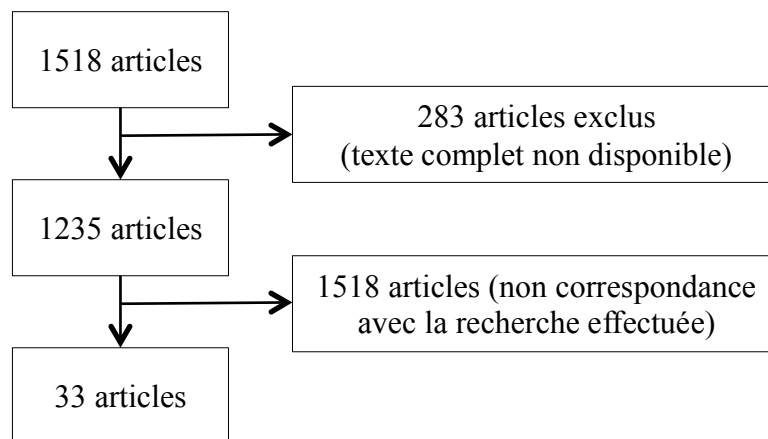 1518 articles
283 articles exclus
(texte complet non disponible)
1235 articles
1518 articles (non correspondance
avec la recherche effectuée)
33 articles